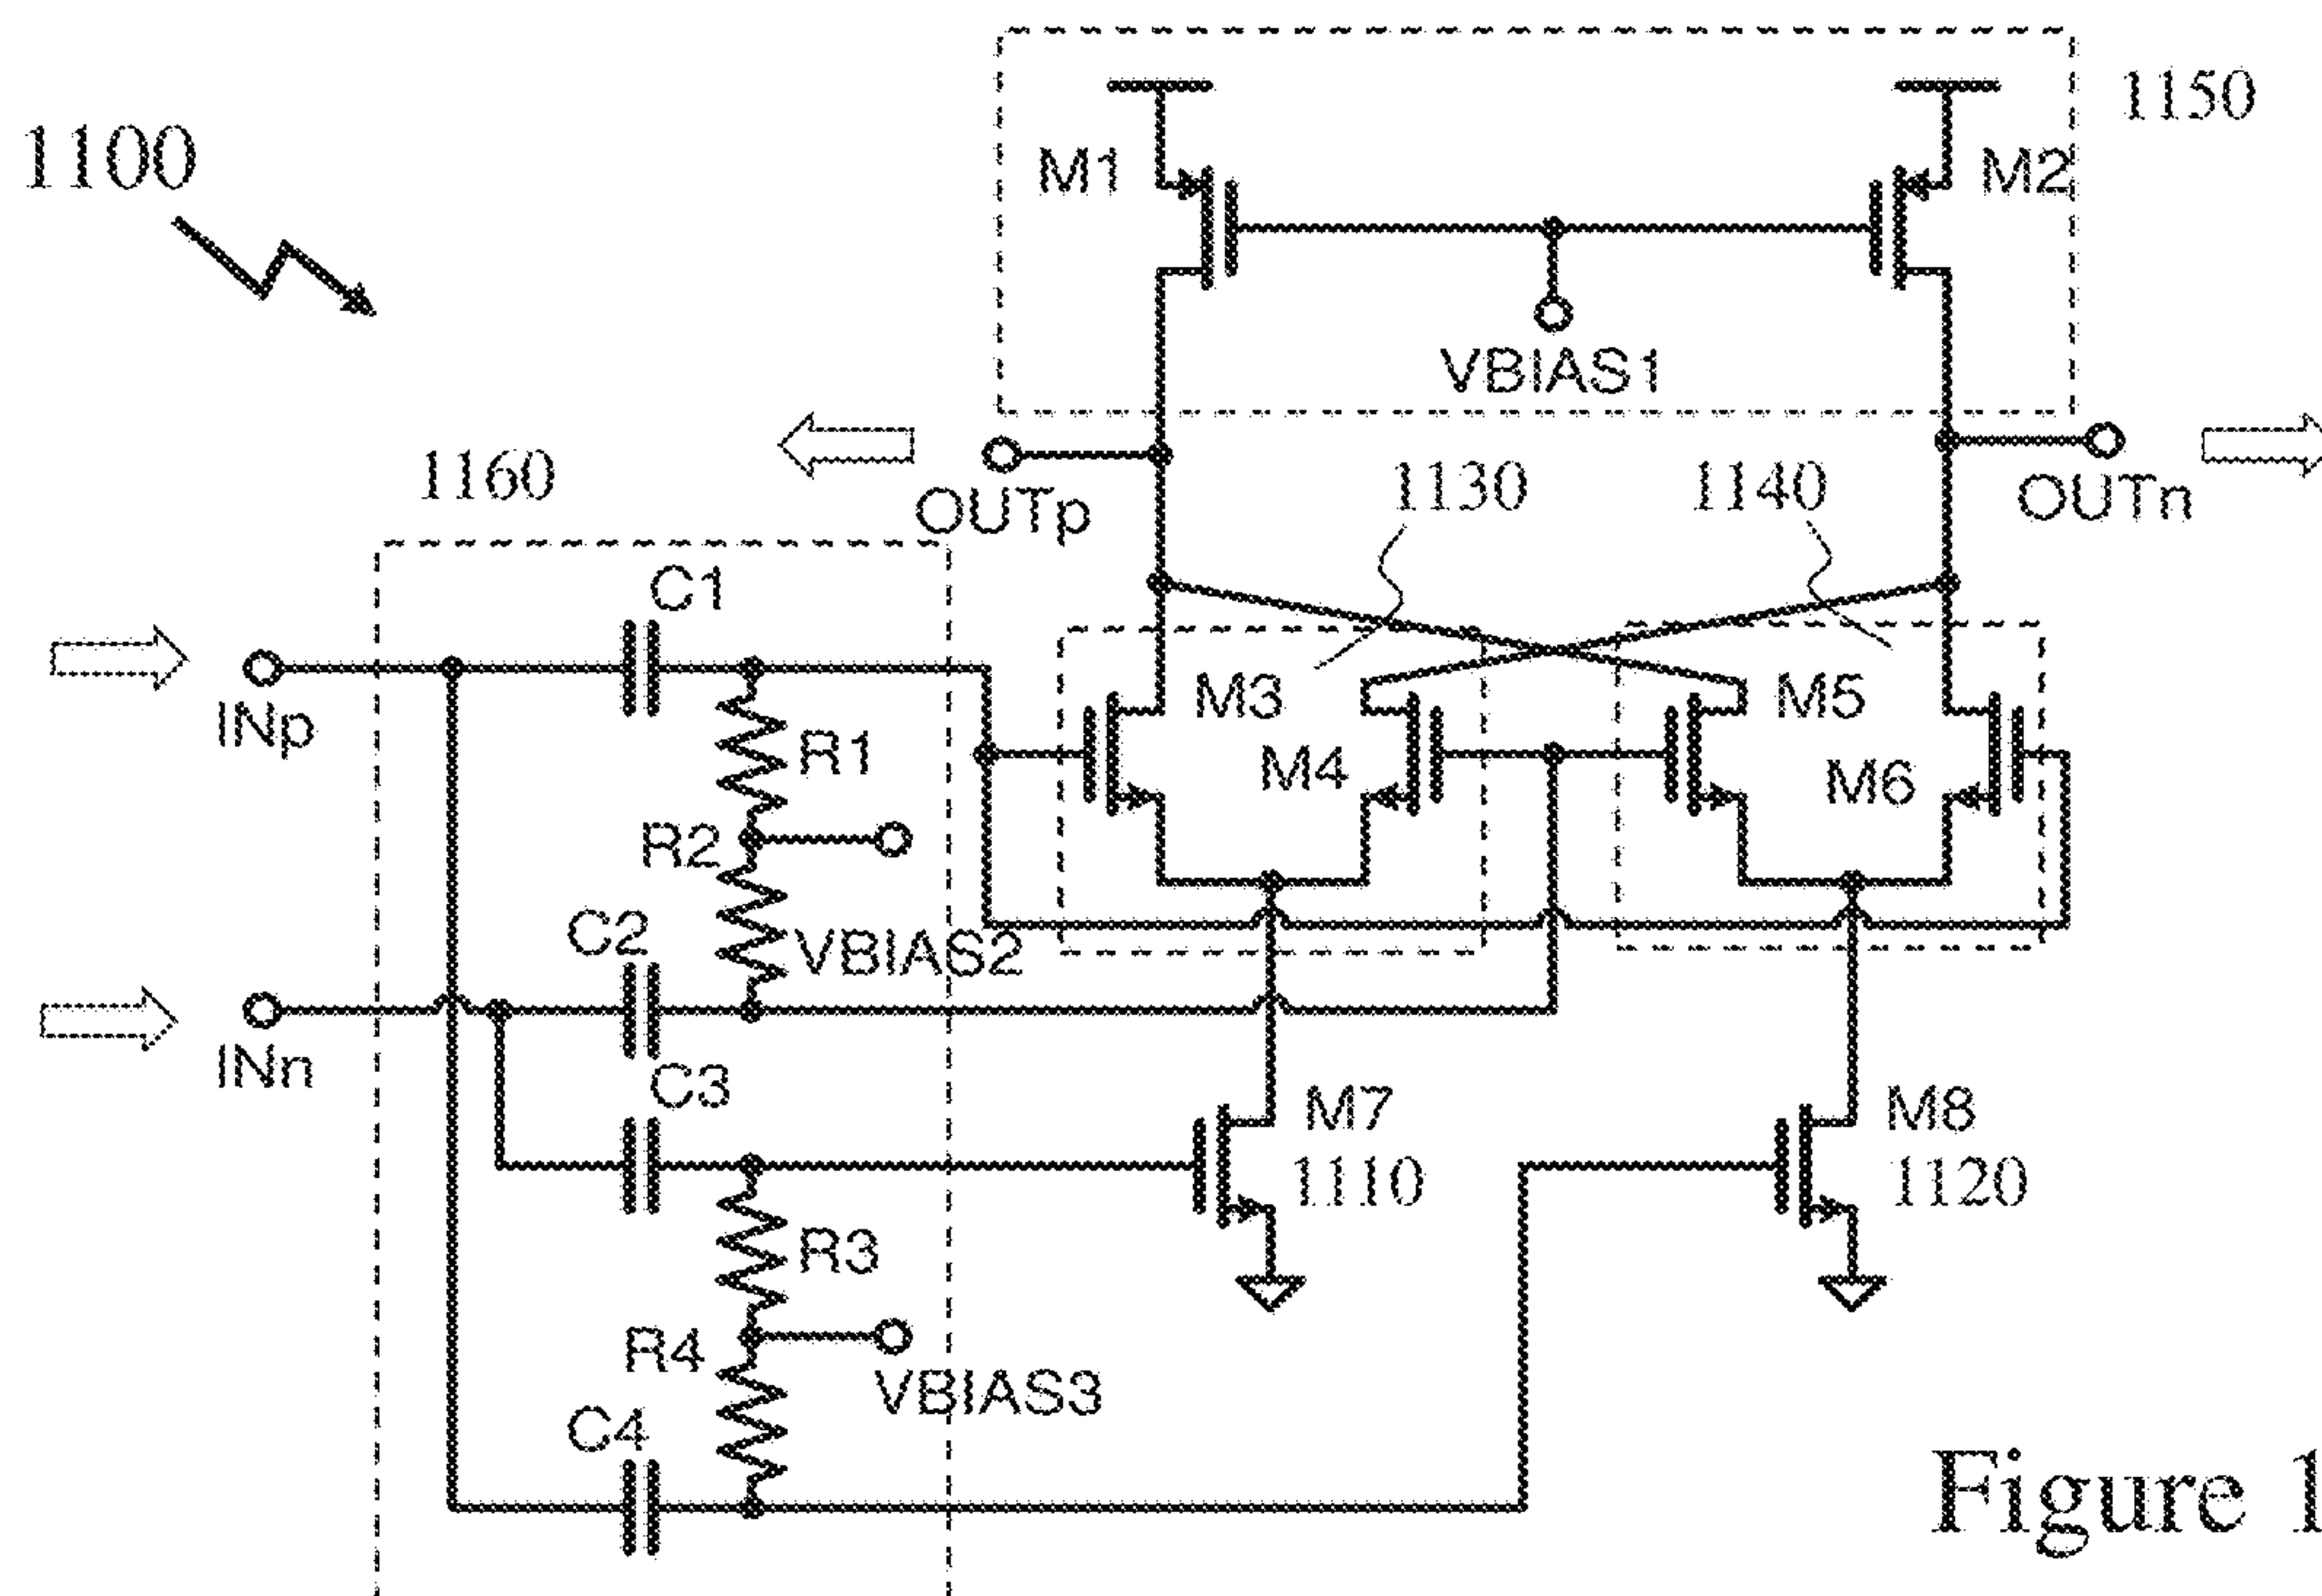 1150
1100
M1
M2
VBIAS1
1160
OUTp
1130
1140
OUTn
C1
INp
M3
M5
R1
M4
M6
R2
C2
VBIAS2
INn
C3
M7
M8
1110
1120
R3
R4
VBIAS3
C4
Figure 1